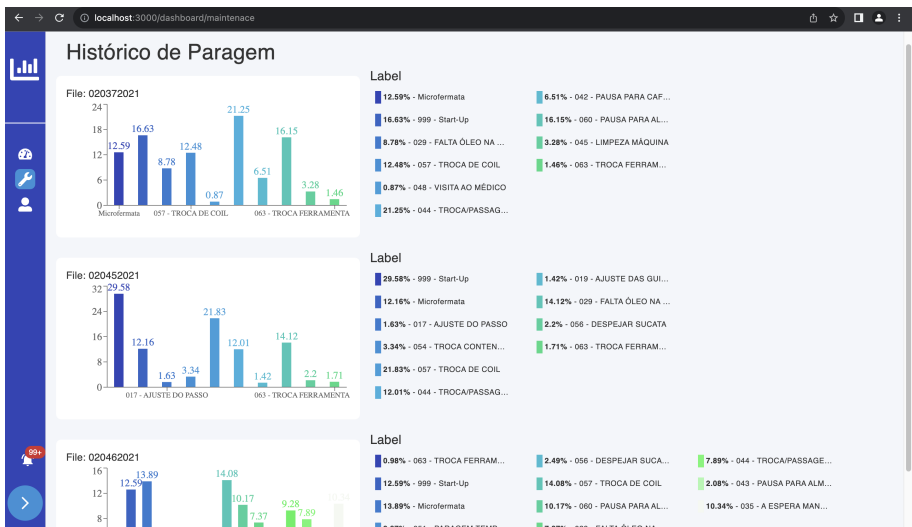 localhost:3000/dashboard/maintenace
Histórico de Paragem
Label
File: 020372021
24
18
12
6
0
12.59
16.63
8.78
12.48
0.87
21.25
6.51
16.15
3.28
1.46
Microfermata
057 - TROCA DE COIL
063 - TROCA FERRAMENTA
12.59% - Microfermata
16.63% - 999 - Start-Up
8.78% - 029 - FALTA ÓLEO NA ...
12.48% - 057 - TROCA DE COIL
0.87% - 048 - VISITA AO MÉDICO
21.25% - 044 - TROCA/PASSAG...
6.51% - 042 - PAUSA PARA CAF...
16.15% - 060 - PAUSA PARA AL...
3.28% - 045 - LIMPEZA MÁQUINA
1.46% - 063 - TROCA FERRAM...
Label
File: 020452021
32
24
16
8
0
29.58
12.16
1.63
3.34
21.83
12.01
1.42
14.12
2.2
1.71
017 - AJUSTE DO PASSO
063 - TROCA FERRAMENTA
29.58% - 999 - Start-Up
12.16% - Microfermata
1.63% - 017 - AJUSTE DO PASSO
3.34% - 054 - TROCA CONTEN...
21.83% - 057 - TROCA DE COIL
12.01% - 044 - TROCA/PASSAG...
1.42% - 019 - AJUSTE DAS GUI...
14.12% - 029 - FALTA ÓLEO NA ...
2.2% - 056 - DESPEJAR SUCATA
1.71% - 063 - TROCA FERRAM...
99+
Label
File: 020462021
16
12
8
12.59
13.89
14.08
10.17
7.37
9.28
7.89
10.34
0.98% - 063 - TROCA FERRAM...
12.59% - 999 - Start-Up
13.89% - Microfermata
2.49% - 056 - DESPEJAR SUCA...
14.08% - 057 - TROCA DE COIL
10.17% - 060 - PAUSA PARA AL...
7.89% - 044 - TROCA/PASSAGE...
2.08% - 043 - PAUSA PARA ALM...
10.34% - 035 - A ESPERA MAN...